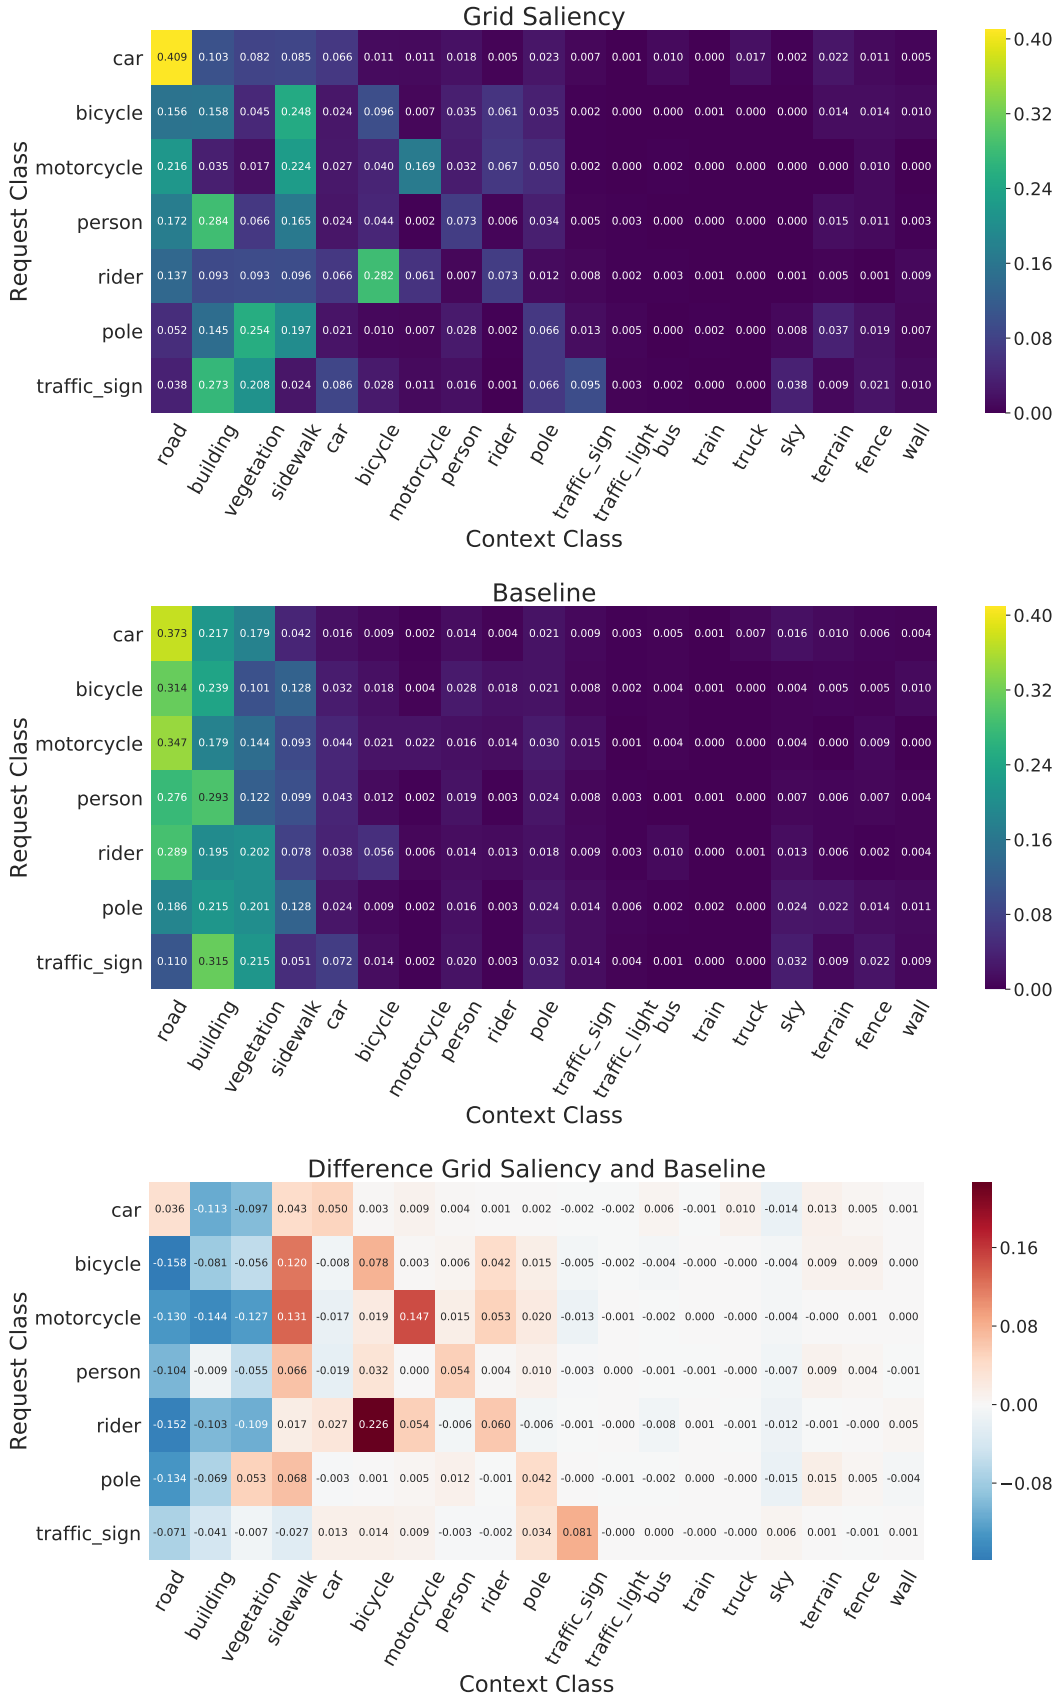 Grid Saliency
Request Class
car 0.409 0.103 0.082 0.085 0.066 0.011 0.011 0.018 0.005 0.023 0.007 0.001 0.010 0.000 0.017 0.002 0.022 0.011 0.005
bicycle 0.156 0.158 0.045 0.248 0.024 0.096 0.007 0.035 0.061 0.035 0.002 0.000 0.000 0.000 0.000 0.000 0.014 0.014 0.010
motorcycle 0.216 0.035 0.017 0.224 0.027 0.040 0.169 0.032 0.067 0.050 0.002 0.000 0.002 0.000 0.000 0.000 0.000 0.010 0.000
person 0.172 0.284 0.066 0.165 0.024 0.044 0.002 0.073 0.006 0.034 0.005 0.003 0.000 0.000 0.000 0.000 0.015 0.011 0.003
rider 0.137 0.093 0.093 0.096 0.066 0.282 0.061 0.007 0.073 0.012 0.008 0.002 0.003 0.001 0.000 0.001 0.005 0.001 0.009
pole 0.052 0.145 0.254 0.197 0.021 0.010 0.007 0.028 0.002 0.066 0.013 0.005 0.000 0.002 0.000 0.008 0.037 0.019 0.007
traffic_sign 0.038 0.273 0.208 0.024 0.086 0.028 0.011 0.016 0.001 0.066 0.095 0.003 0.002 0.000 0.000 0.038 0.009 0.021 0.010
road building vegetation sidewalk car bicycle motorcycle person rider pole traffic_sign traffic_light bus train truck sky terrain fence wall
Context Class
0.40
0.32
0.24
0.16
0.08
0.00
Baseline
Request Class
car 0.373 0.217 0.179 0.042 0.016 0.009 0.002 0.014 0.004 0.021 0.009 0.003 0.005 0.001 0.007 0.016 0.010 0.006 0.004
bicycle 0.314 0.239 0.101 0.128 0.032 0.018 0.004 0.028 0.018 0.021 0.008 0.002 0.004 0.001 0.000 0.004 0.005 0.005 0.010
motorcycle 0.347 0.179 0.144 0.093 0.044 0.021 0.022 0.016 0.014 0.030 0.015 0.001 0.004 0.000 0.000 0.004 0.000 0.009 0.000
person 0.276 0.293 0.122 0.099 0.043 0.012 0.002 0.019 0.003 0.024 0.008 0.003 0.001 0.001 0.000 0.007 0.006 0.007 0.004
rider 0.289 0.195 0.202 0.078 0.038 0.056 0.006 0.014 0.013 0.018 0.009 0.003 0.010 0.000 0.001 0.013 0.006 0.002 0.004
pole 0.186 0.215 0.201 0.128 0.024 0.009 0.002 0.016 0.003 0.024 0.014 0.006 0.002 0.002 0.000 0.024 0.022 0.014 0.011
traffic_sign 0.110 0.315 0.215 0.051 0.072 0.014 0.002 0.020 0.003 0.032 0.014 0.004 0.001 0.000 0.000 0.032 0.009 0.022 0.009
road building vegetation sidewalk car bicycle motorcycle person rider pole traffic_sign traffic_light bus train truck sky terrain fence wall
Context Class
0.40
0.32
0.24
0.16
0.08
0.00
Difference Grid Saliency and Baseline
Request Class
car 0.036 -0.113 -0.097 0.043 0.050 0.003 0.009 0.004 0.001 0.002 -0.002 -0.002 0.006 -0.001 0.010 -0.014 0.013 0.005 0.001
bicycle -0.158 -0.081 -0.056 0.120 -0.008 0.078 0.003 0.006 0.042 0.015 -0.005 -0.002 -0.004 -0.000 -0.000 -0.004 0.009 0.009 0.000
motorcycle -0.130 -0.144 -0.127 0.131 -0.017 0.019 0.147 0.015 0.053 0.020 -0.013 -0.001 -0.002 0.000 -0.000 -0.004 -0.000 0.001 0.000
person -0.104 -0.009 -0.055 0.066 -0.019 0.032 0.000 0.054 0.004 0.010 -0.003 0.000 -0.001 -0.001 -0.000 -0.007 0.009 0.004 -0.001
rider -0.152 -0.103 -0.109 0.017 0.027 0.226 0.054 -0.006 0.060 -0.006 -0.001 -0.000 -0.008 0.001 -0.001 -0.012 -0.001 -0.000 0.005
pole -0.134 -0.069 0.053 0.068 -0.003 0.001 0.005 0.012 -0.001 0.042 -0.000 -0.001 -0.002 0.000 -0.000 -0.015 0.015 0.005 -0.004
traffic_sign -0.071 -0.041 -0.007 -0.027 0.013 0.014 0.009 -0.003 -0.002 0.034 0.081 -0.000 0.000 -0.000 -0.000 0.006 0.001 -0.001 0.001
road building vegetation sidewalk car bicycle motorcycle person rider pole traffic_sign traffic_light bus train truck sky terrain fence wall
Context Class
0.16
0.08
0.00
−0.08